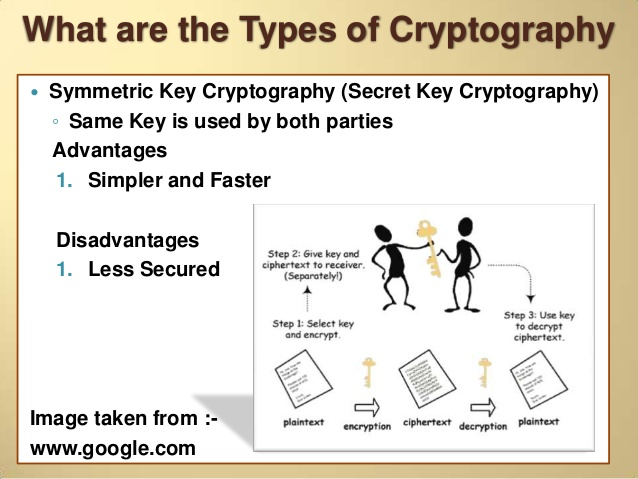 What are the Types of Cryptography
• Symmetric Key Cryptography (Secret Key Cryptography)
◦ Same Key is used by both parties
Advantages
1. Simpler and Faster
Disadvantages
1. Less Secured
Step 2: Give key and
ciphertext to receiver.
(Separately!)
Step 1: Select key
and encrypt.
Step 3: Use key
to decrypt
ciphertext.
plaintext
encryption
ciphertext
decryption
plaintext
Image taken from :-
www.google.com